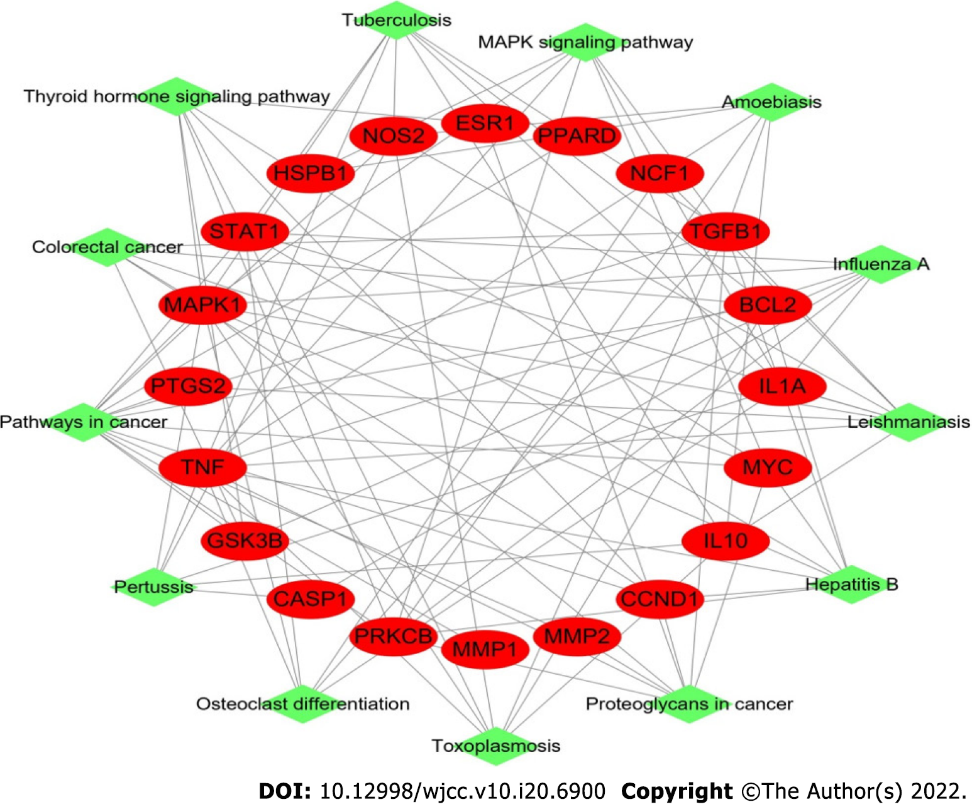 Tuberculosis
MAPK signaling pathway
Thyroid hormone signaling pathway
Amoebiasis
ESR1
NOS2
PPARD
HSPB1
NCF1
STAT1
TGFB1
Colorectal cancer
Influenza A
MAPK1
BCL2
PTGS2
IL1A
Pathways in cancer
Leishmaniasis
TNF
MYC
GSK3B
IL10
Pertussis
Hepatitis B
CASP1
CCND1
PRKCB
MMP2
MMP1
Osteoclast differentiation
Proteoglycans in cancer
Toxoplasmosis
DOI: 10.12998/wjcc.v10.i20.6900 Copyright ©The Author(s) 2022.